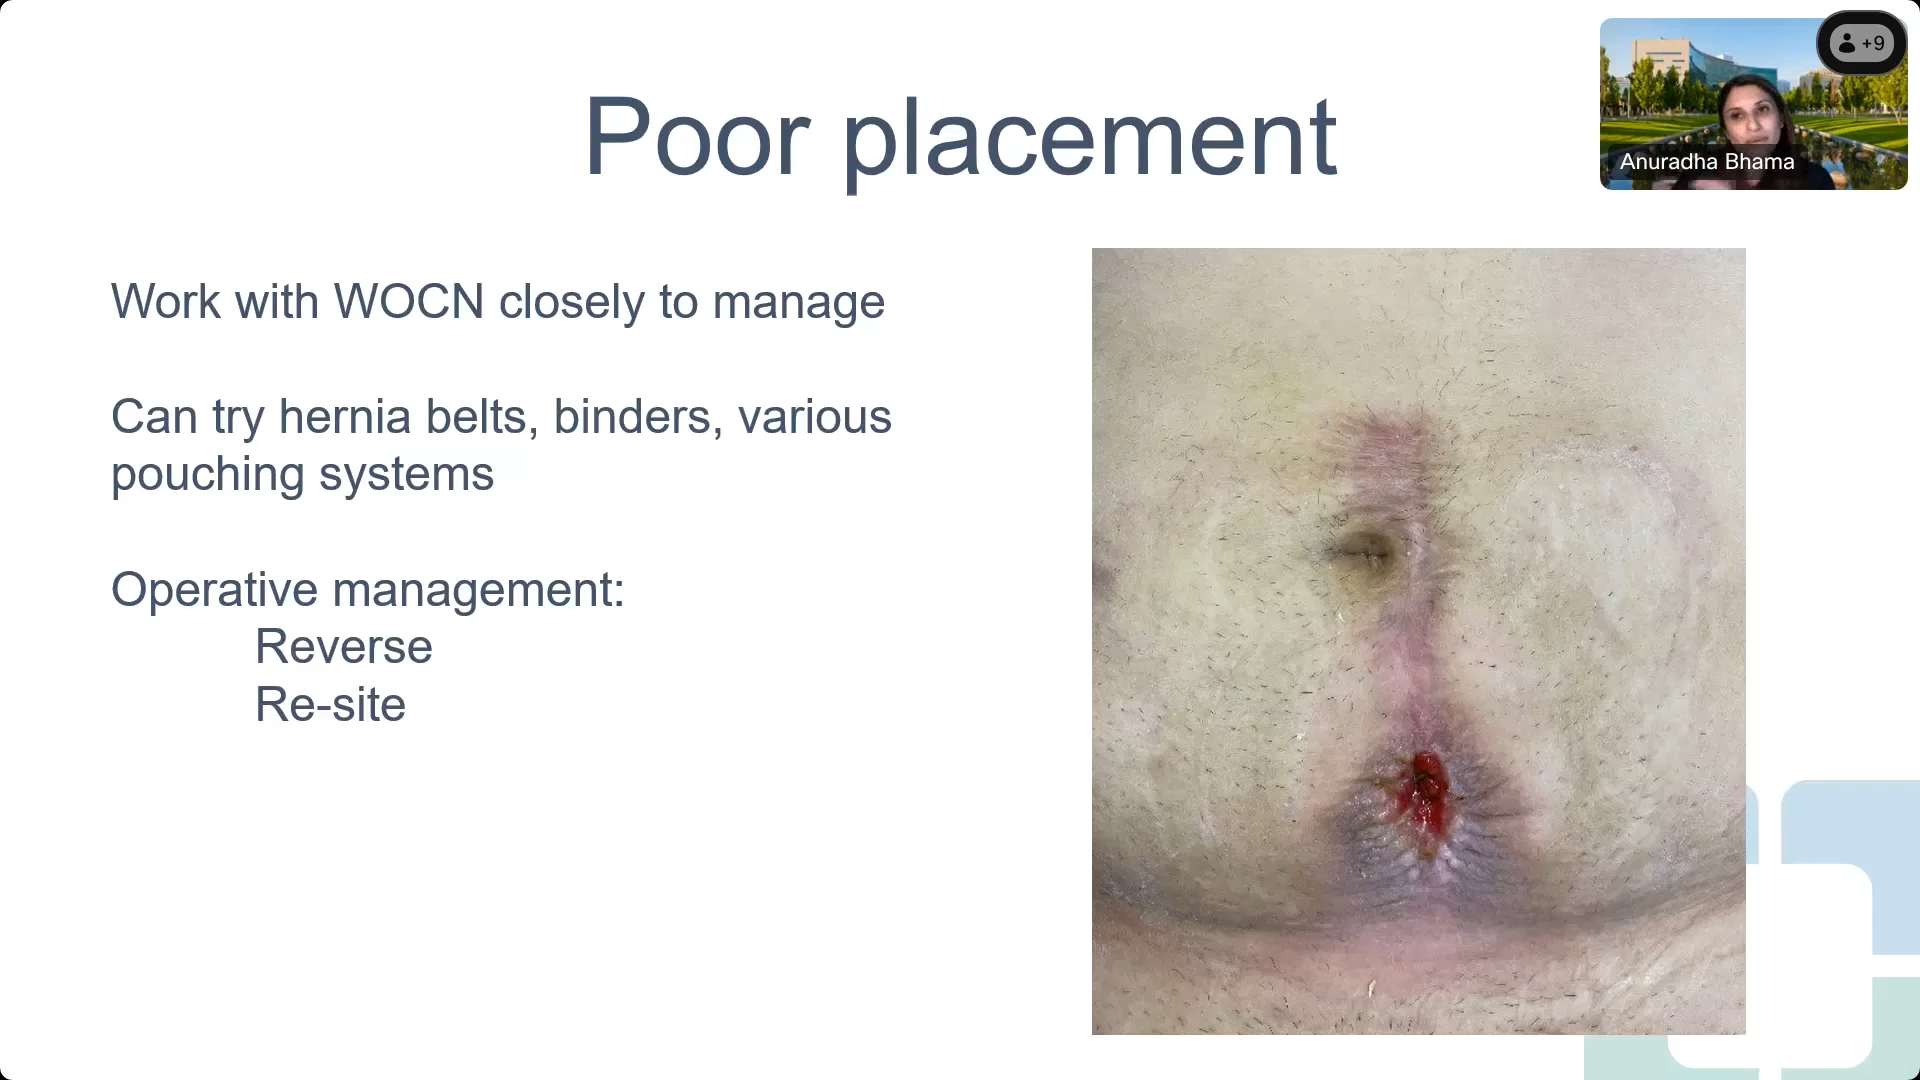 Poor placement
+9
Anuradha Bhama
Work with WOCN closely to manage
Can try hernia belts, binders, various
pouching systems
Operative management:
Reverse
Re-site